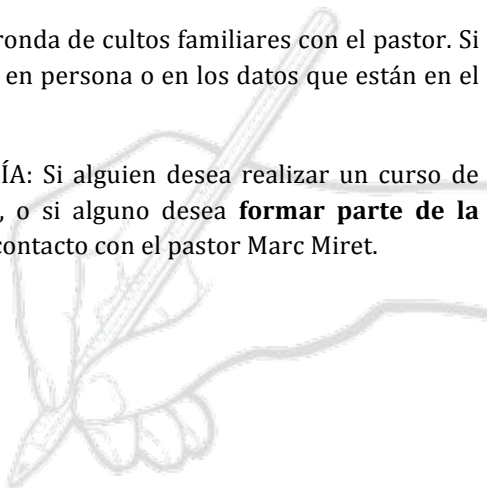 ronda de cultos familiares con el pastor. Si
en persona o en los datos que están en el
ÍA: Si alguien desea realizar un curso de
, o si alguno desea formar parte de la
contacto con el pastor Marc Miret.